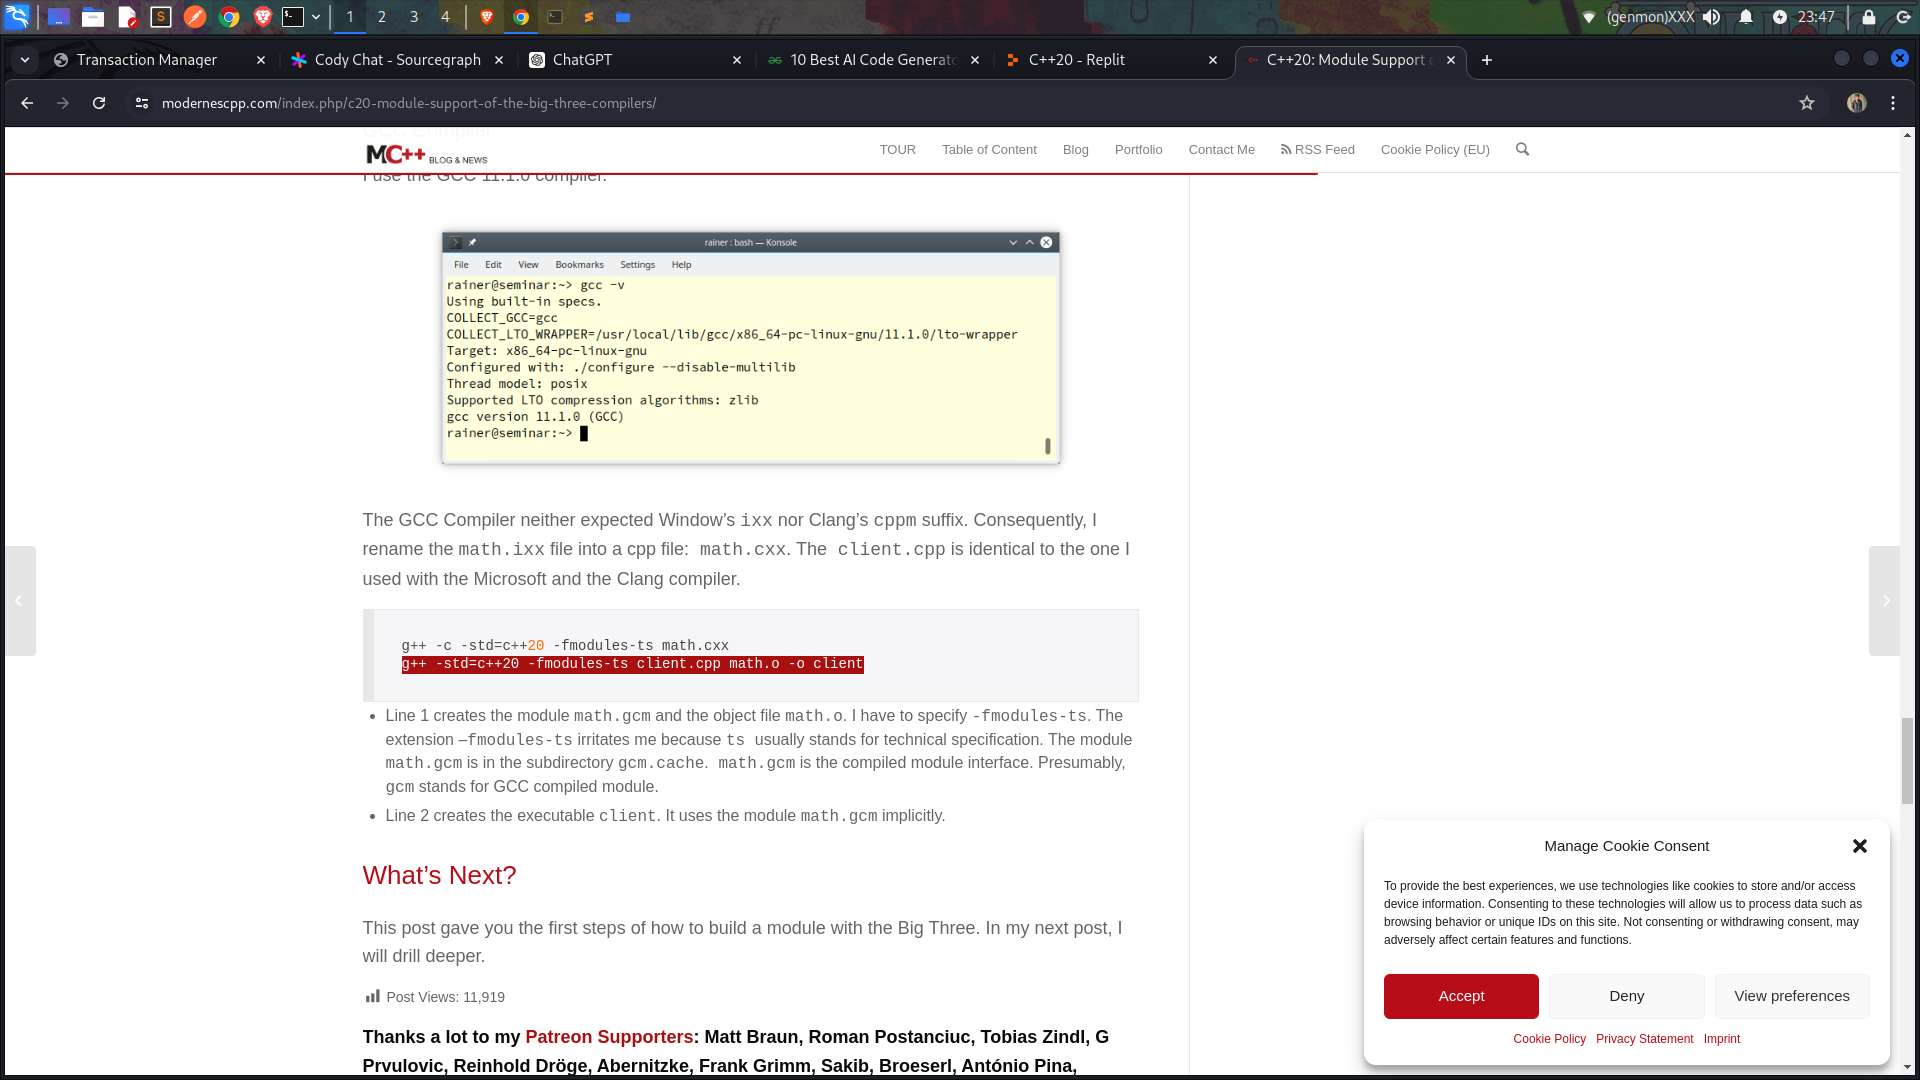 1 2 3 4
(genmon)XXX 23:47
Transaction Manager
Cody Chat - Sourcegraph
ChatGPT
10 Best AI Code Generato
C++20 - Replit
C++20: Module Support o
modernescpp.com/index.php/c20-module-support-of-the-big-three-compilers/
GCC Compiler
MC++ BLOG & NEWS
TOUR Table of Content Blog Portfolio Contact Me RSS Feed Cookie Policy (EU)
I use the GCC 11.1.0 compiler.
rainer : bash — Konsole
File Edit View Bookmarks Settings Help
rainer@seminar:~> gcc -v
Using built-in specs.
COLLECT_GCC=gcc
COLLECT_LTO_WRAPPER=/usr/local/lib/gcc/x86_64-pc-linux-gnu/11.1.0/lto-wrapper
Target: x86_64-pc-linux-gnu
Configured with: ./configure --disable-multilib
Thread model: posix
Supported LTO compression algorithms: zlib
gcc version 11.1.0 (GCC)
rainer@seminar:~>
The GCC Compiler neither expected Window’s ixx nor Clang’s cppm suffix. Consequently, I
rename the math.ixx file into a cpp file: math.cxx. The client.cpp is identical to the one I
used with the Microsoft and the Clang compiler.
g++ -c -std=c++20 -fmodules-ts math.cxx
g++ -std=c++20 -fmodules-ts client.cpp math.o -o client
• Line 1 creates the module math.gcm and the object file math.o. I have to specify -fmodules-ts. The
extension –fmodules-ts irritates me because ts usually stands for technical specification. The module
math.gcm is in the subdirectory gcm.cache. math.gcm is the compiled module interface. Presumably,
gcm stands for GCC compiled module.
• Line 2 creates the executable client. It uses the module math.gcm implicitly.
What’s Next?
This post gave you the first steps of how to build a module with the Big Three. In my next post, I
will drill deeper.
Post Views: 11,919
Thanks a lot to my Patreon Supporters: Matt Braun, Roman Postanciuc, Tobias Zindl, G
Prvulovic, Reinhold Dröge, Abernitzke, Frank Grimm, Sakib, Broeserl, António Pina,
Manage Cookie Consent
To provide the best experiences, we use technologies like cookies to store and/or access
device information. Consenting to these technologies will allow us to process data such as
browsing behavior or unique IDs on this site. Not consenting or withdrawing consent, may
adversely affect certain features and functions.
Accept Deny View preferences
Cookie Policy Privacy Statement Imprint